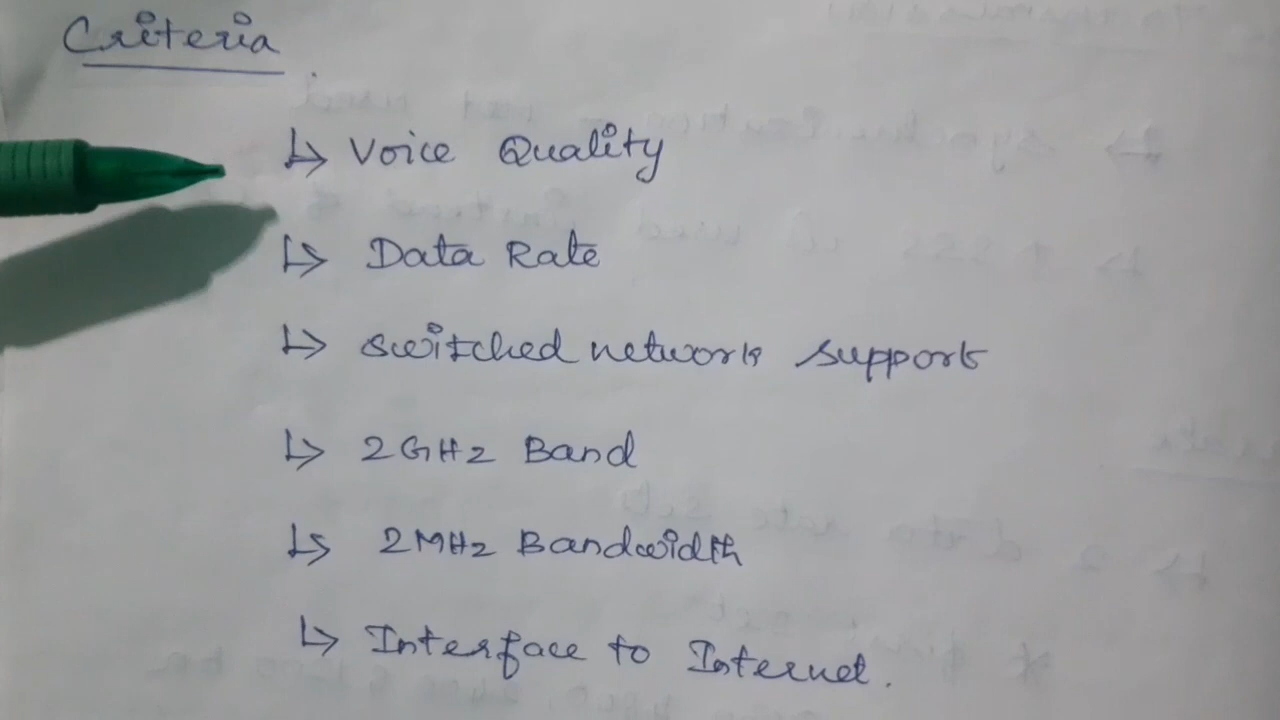 Criteria
↳ Voice Quality
↳ Data Rate
↳ switched network support
↳ 2GHz Band
↳ 2MHz Bandwidth
↳ Interface to Internet.